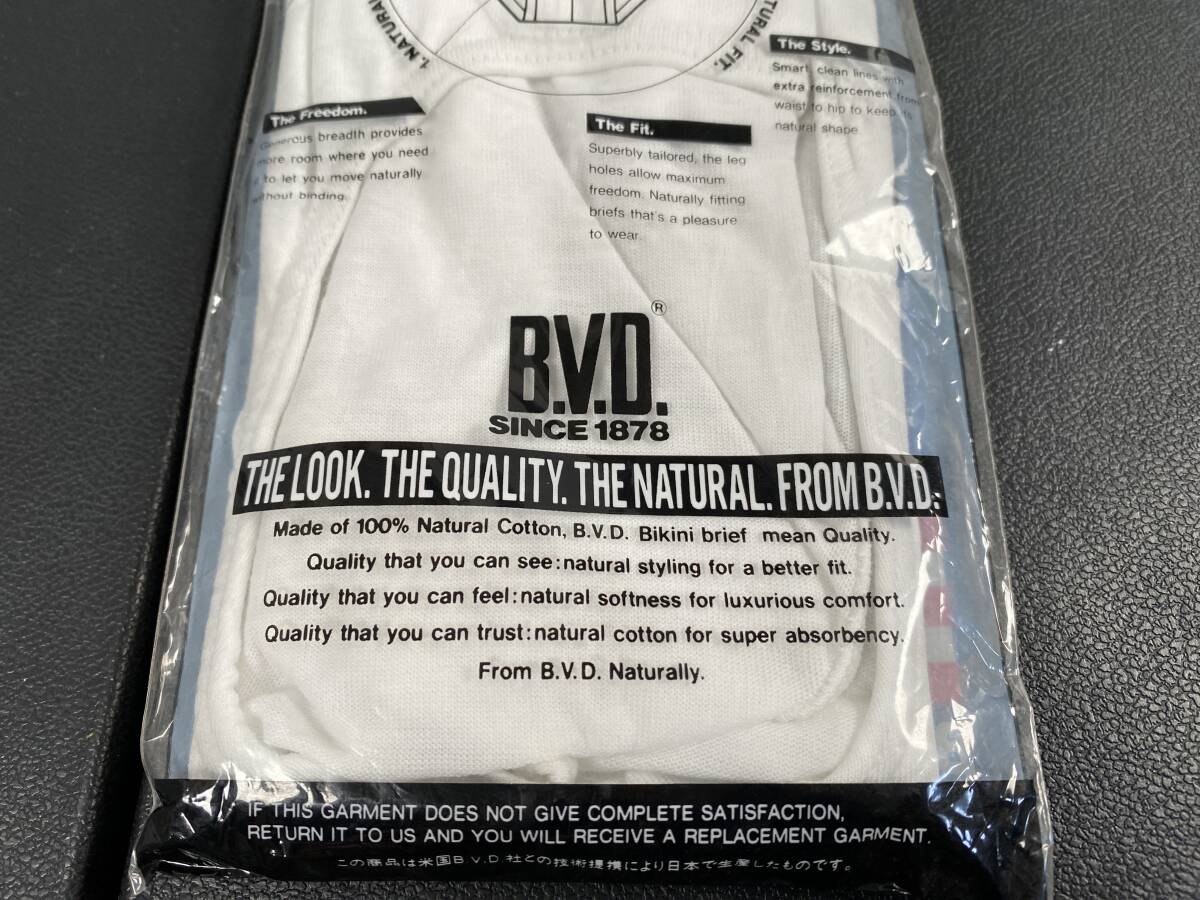 1. NATURAL
NATURAL FIT.
The Style.
Smart, clean lines with
extra reinforcement from
waist to hip to keep its
natural shape.
The Freedom.
Generous breadth provides
more room where you need
to let you move naturally
without binding.
The Fit.
Superbly tailored, the leg
holes allow maximum
freedom. Naturally fitting
briefs that's a pleasure
to wear.
B.V.D.®
SINCE 1878
THE LOOK. THE QUALITY. THE NATURAL. FROM B.V.D.
Made of 100% Natural Cotton, B.V.D. Bikini brief mean Quality.
Quality that you can see:natural styling for a better fit.
Quality that you can feel:natural softness for luxurious comfort.
Quality that you can trust:natural cotton for super absorbency.
From B.V.D. Naturally.
IF THIS GARMENT DOES NOT GIVE COMPLETE SATISFACTION,
RETURN IT TO US AND YOU WILL RECEIVE A REPLACEMENT GARMENT.
この商品は米国B.V.D.社との技術提携により日本で生産したものです。